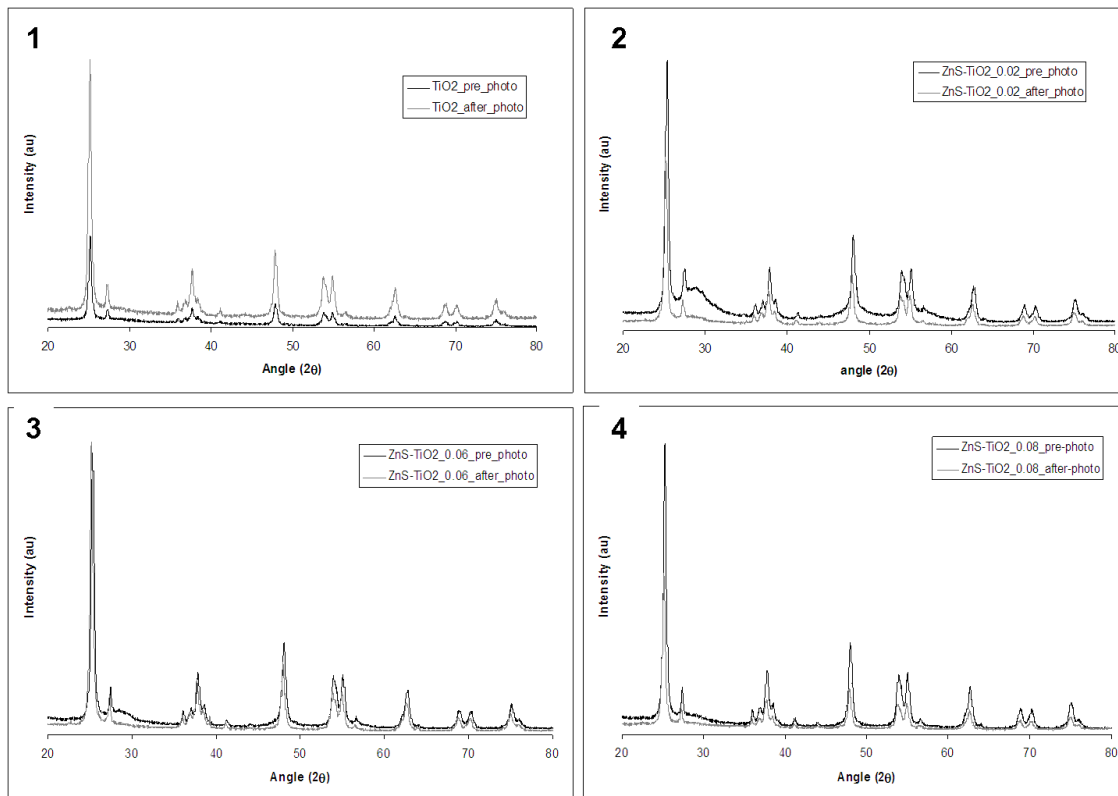 1
TiO2_pre_photo
TiO2_after_photo
Intensity (au)
20 30 40 50 60 70 80
Angle (2θ)
2
ZnS-TiO2_0.02_pre_photo
ZnS-TiO2_0.02_after_photo
Intensity (au)
20 30 40 50 60 70 80
angle (2θ)
3
ZnS-TiO2_0.06_pre_photo
ZnS-TiO2_0.06_after_photo
Intensity (au)
20 30 40 50 60 70 80
Angle (2θ)
4
ZnS-TiO2_0.08_pre-photo
ZnS-TiO2_0.08_after-photo
Intensity (au)
20 30 40 50 60 70 80
Angle (2θ)